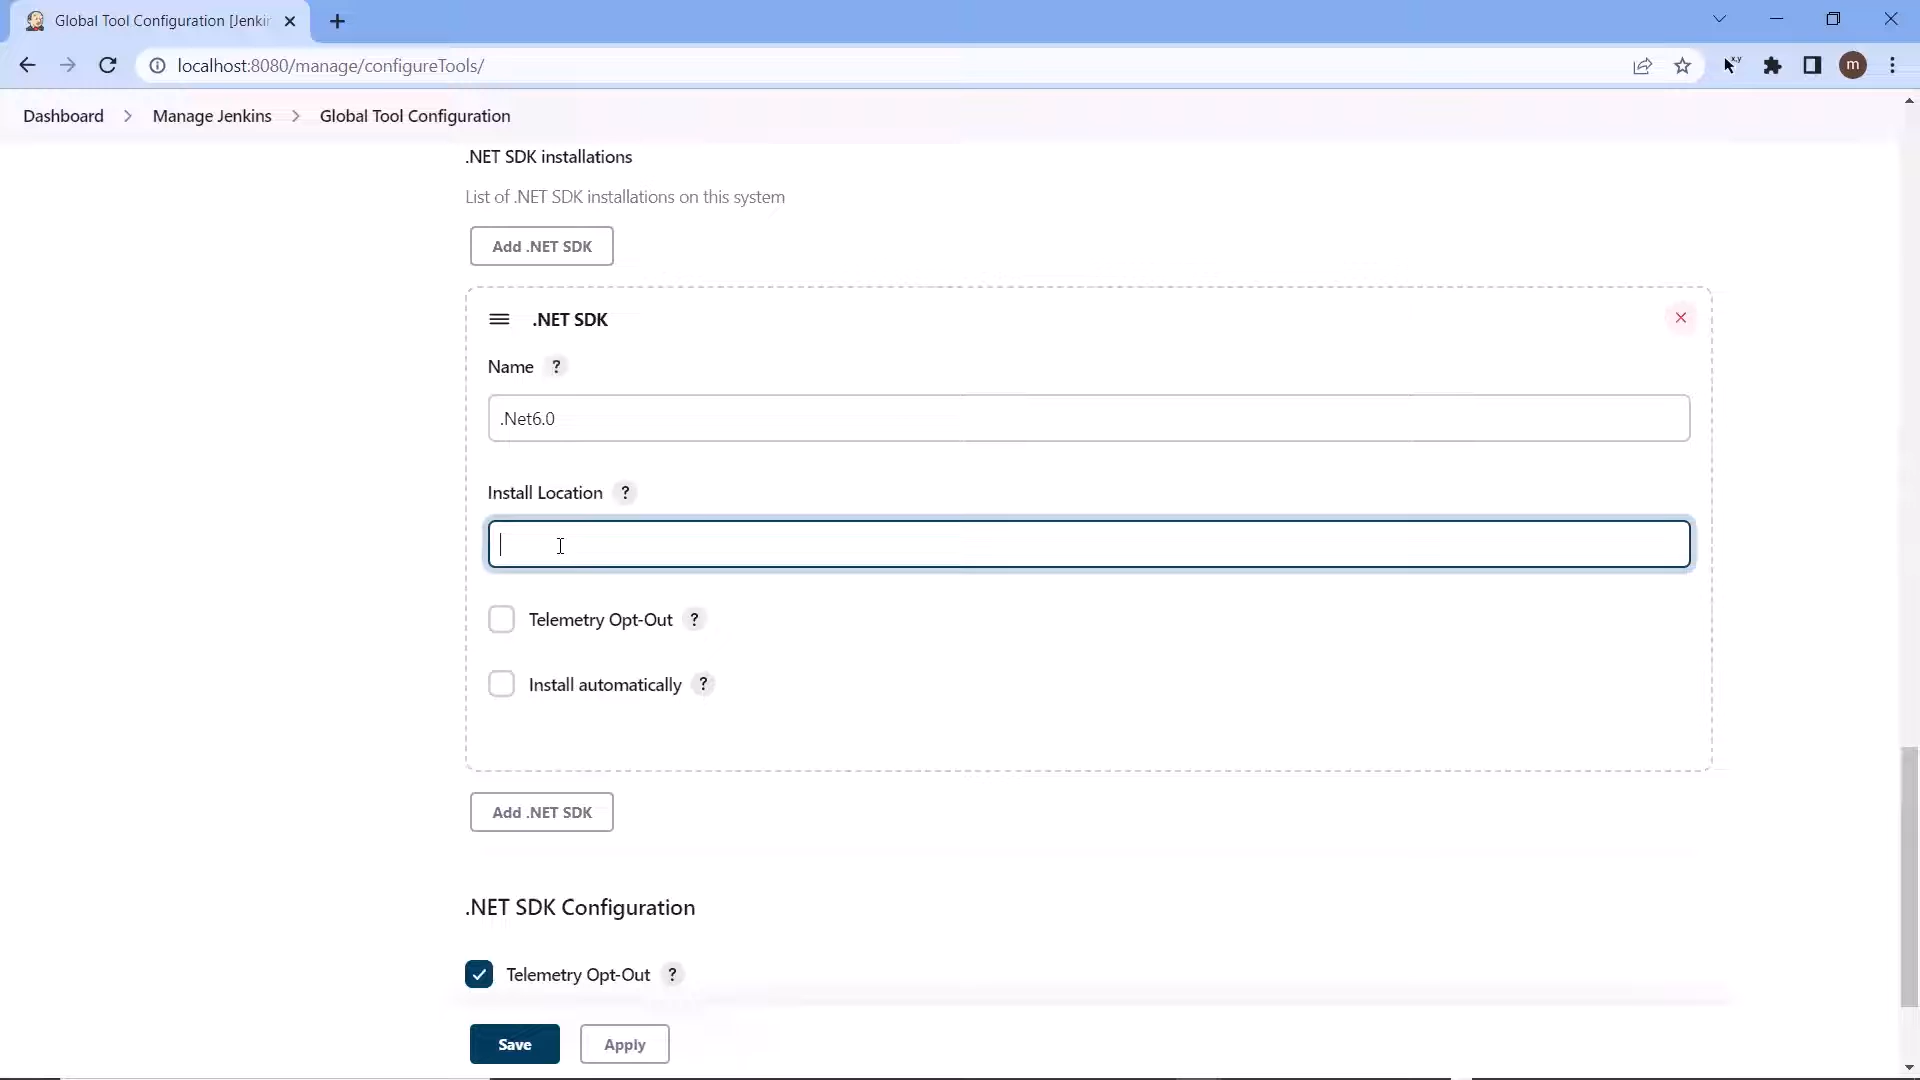 Global Tool Configuration [Jenki
localhost:8080/manage/configureTools/
m
Dashboard
Manage Jenkins
Global Tool Configuration
.NET SDK installations
List of .NET SDK installations on this system
Add .NET SDK
.NET SDK
Name ?
.Net6.0
Install Location ?
Telemetry Opt-Out ?
Install automatically ?
Add .NET SDK
.NET SDK Configuration
Telemetry Opt-Out ?
Save
Apply